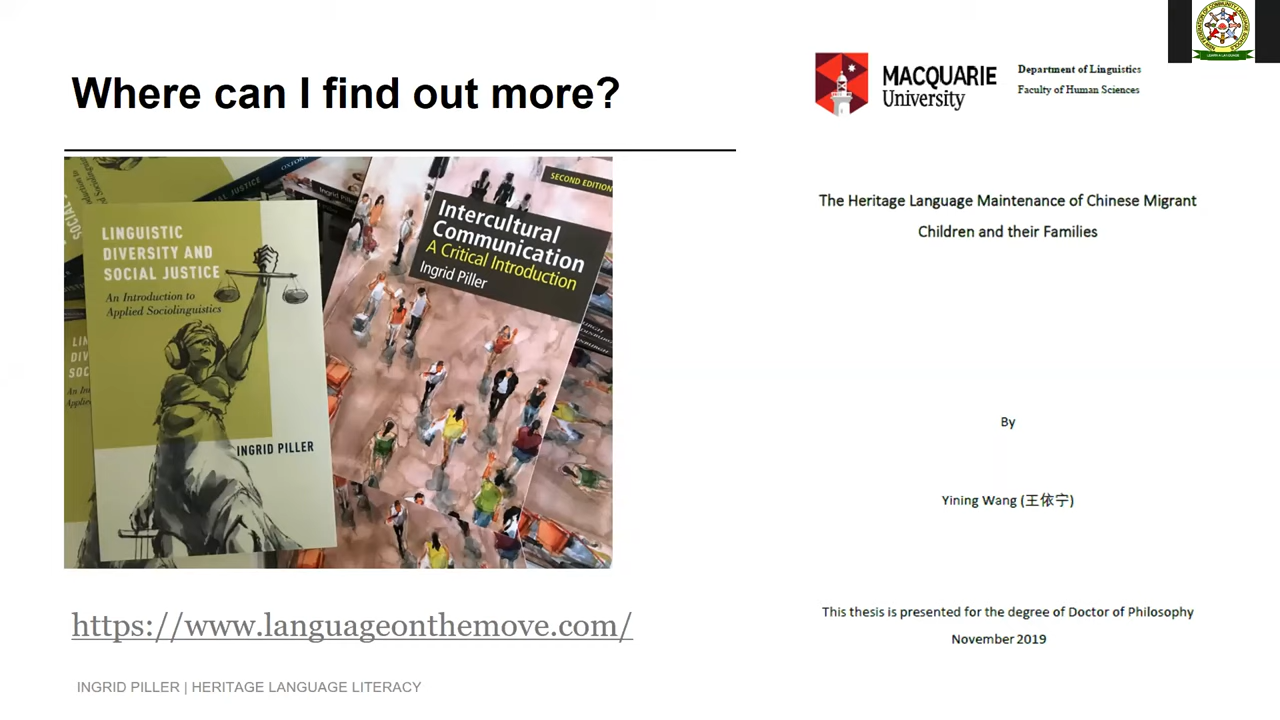 Where can I find out more?
LINGUISTIC
DIVERSITY AND
SOCIAL JUSTICE
An Introduction to
Applied Sociolinguistics
INGRID PILLER
SECOND EDITION
Intercultural
Communication
A Critical Introduction
Ingrid Piller
https://www.languageonthemove.com/
INGRID PILLER | HERITAGE LANGUAGE LITERACY
MACQUARIE
University
Department of Linguistics
Faculty of Human Sciences
The Heritage Language Maintenance of Chinese Migrant
Children and their Families
By
Yining Wang (王依宁)
This thesis is presented for the degree of Doctor of Philosophy
November 2019